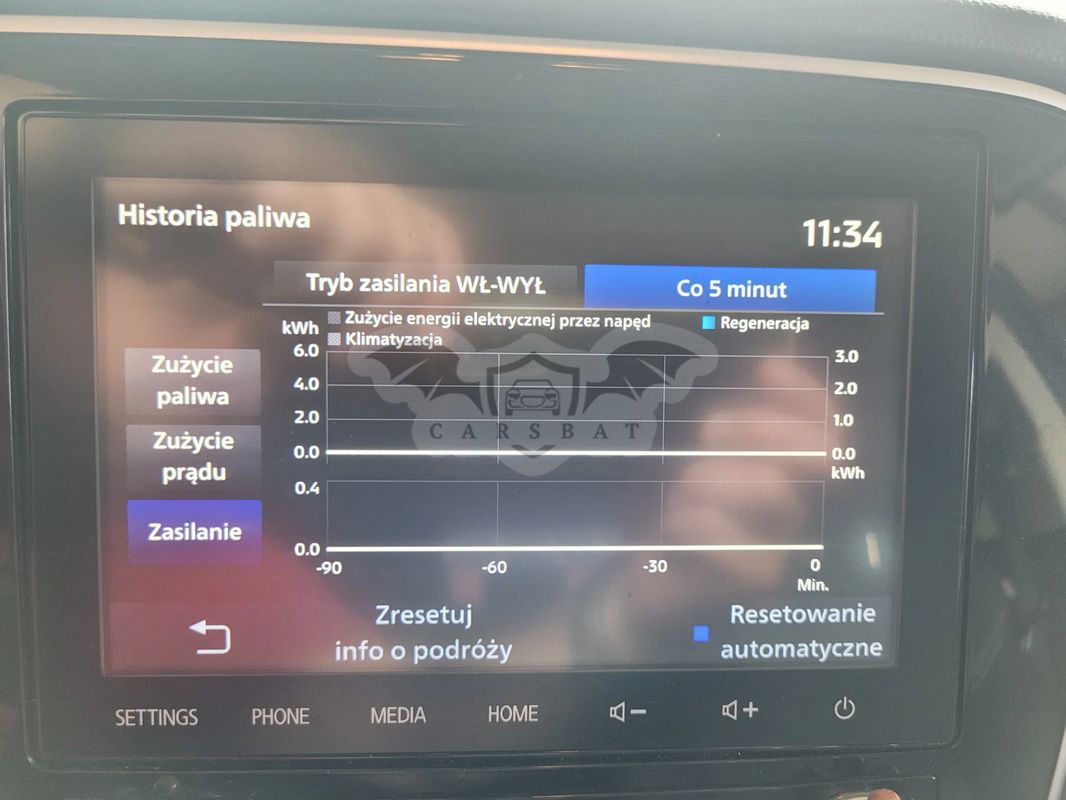 Historia paliwa
11:34
Tryb zasilania WŁ-WYŁ
Co 5 minut
kWh
Zużycie energii elektrycznej przez napęd
Regeneracja
Klimatyzacja
6.0
3.0
4.0
2.0
2.0
1.0
0.0
0.0
kWh
0.4
0.0
-90
-60
-30
0
Min.
Zużycie
paliwa
Zużycie
prądu
Zasilanie
CARSBAT
Zresetuj
info o podróży
Resetowanie
automatyczne
SETTINGS
PHONE
MEDIA
HOME